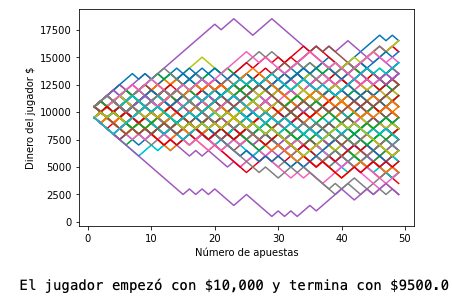 17500
15000
12500
10000
7500
5000
2500
0
Dinero del jugador $
0 10 20 30 40 50
Número de apuestas
El jugador empezó con $10,000 y termina con $9500.0